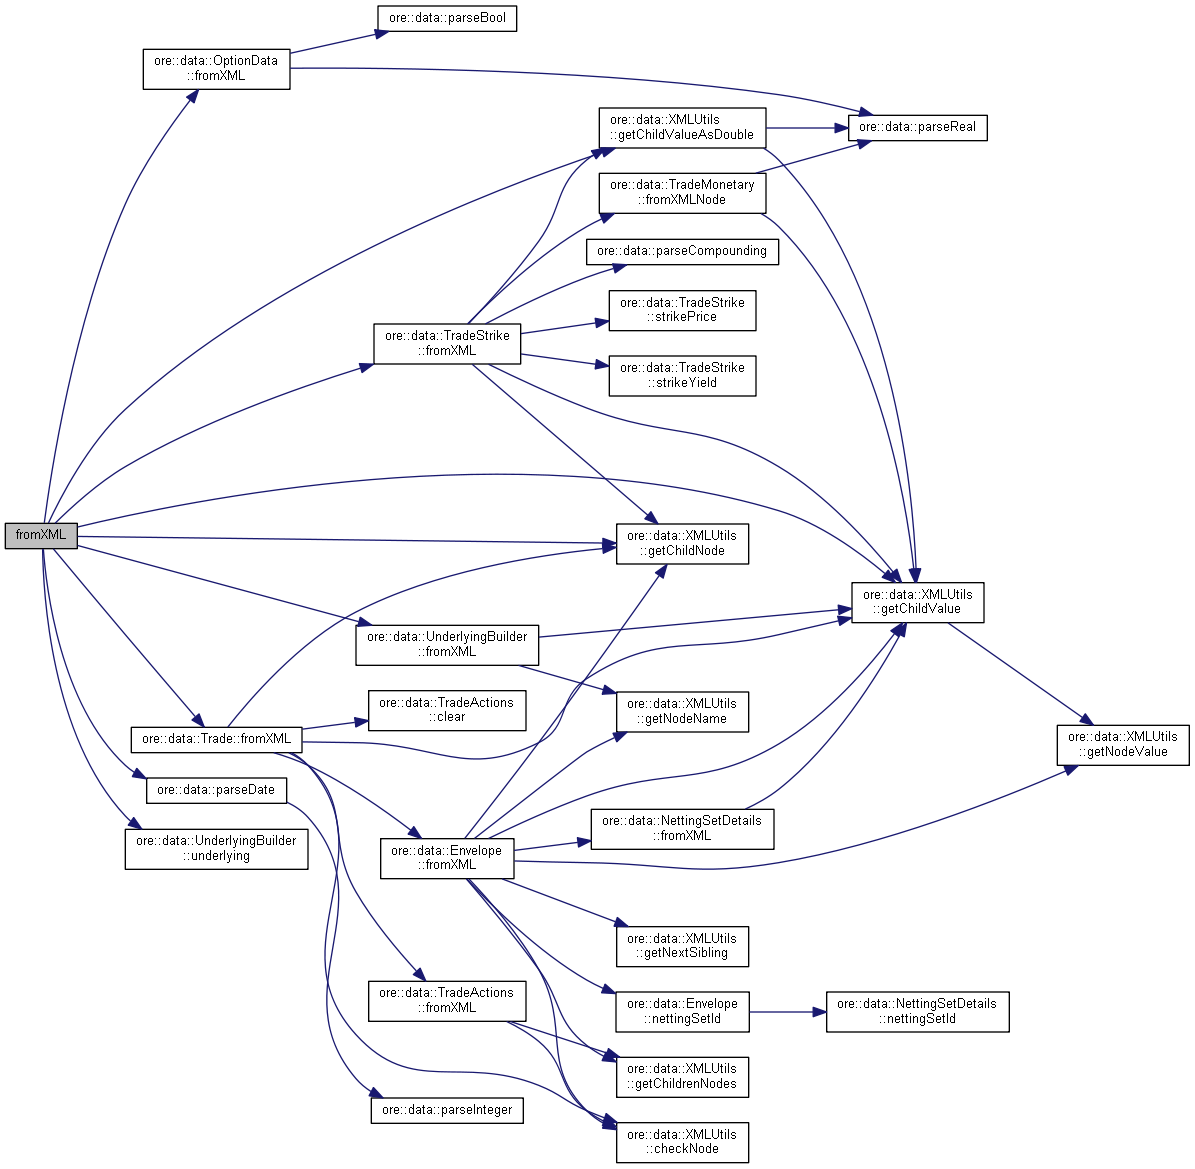 ore::data::parseBool
ore::data::OptionData
::fromXML
ore::data::XMLUtils
::getChildValueAsDouble
ore::data::parseReal
ore::data::TradeMonetary
::fromXMLNode
ore::data::parseCompounding
ore::data::TradeStrike
::strikePrice
ore::data::TradeStrike
::fromXML
ore::data::TradeStrike
::strikeYield
fromXML
ore::data::XMLUtils
::getChildNode
ore::data::XMLUtils
::getChildValue
ore::data::UnderlyingBuilder
::fromXML
ore::data::TradeActions
::clear
ore::data::XMLUtils
::getNodeName
ore::data::Trade::fromXML
ore::data::XMLUtils
::getNodeValue
ore::data::parseDate
ore::data::UnderlyingBuilder
::underlying
ore::data::NettingSetDetails
::fromXML
ore::data::Envelope
::fromXML
ore::data::XMLUtils
::getNextSibling
ore::data::TradeActions
::fromXML
ore::data::Envelope
::nettingSetId
ore::data::NettingSetDetails
::nettingSetId
ore::data::XMLUtils
::getChildrenNodes
ore::data::parseInteger
ore::data::XMLUtils
::checkNode